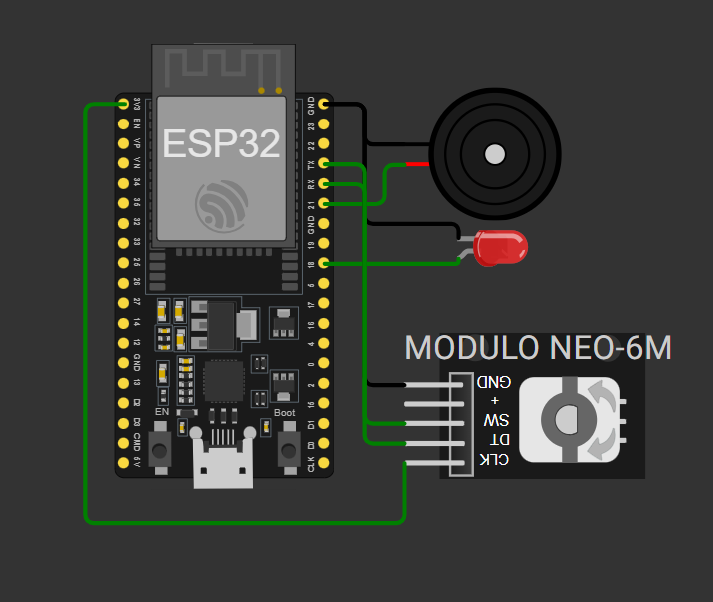 ESP32
3V3
EN
VP
VN
34
35
32
33
25
26
27
14
12
GND
13
D2
D3
CMD
5V
GND
23
22
TX
RX
21
GND
19
18
5
17
16
4
0
2
15
D1
D0
CLK
EN
Boot
MODULO NEO-6M
GND
+
SW
DT
CLK